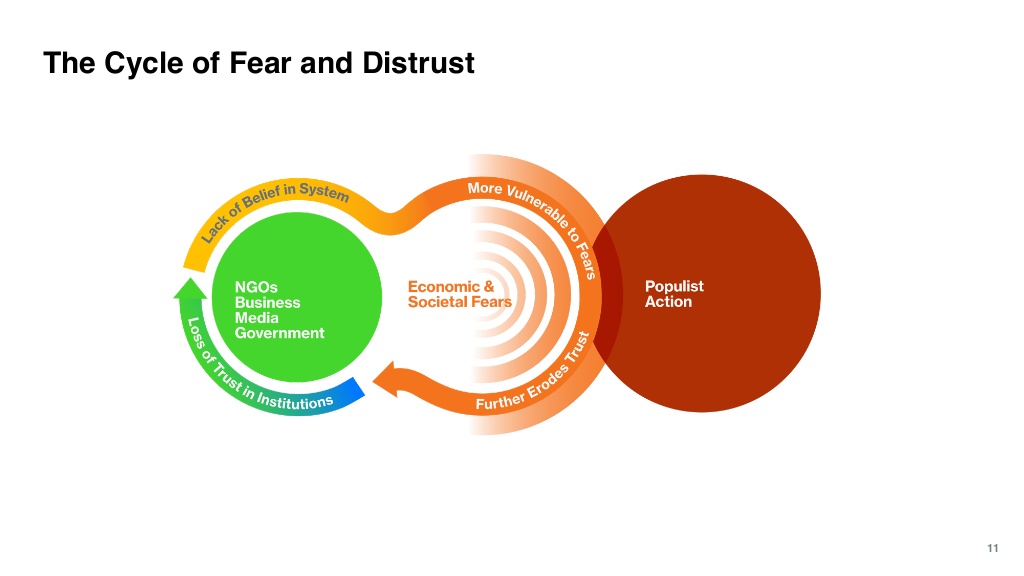 The Cycle of Fear and Distrust
Lack of Belief in System
More Vulnerable to Fears
NGOs
Business
Media
Government
Economic &
Societal Fears
Populist
Action
Loss of Trust in Institutions
Further Erodes Trust
11